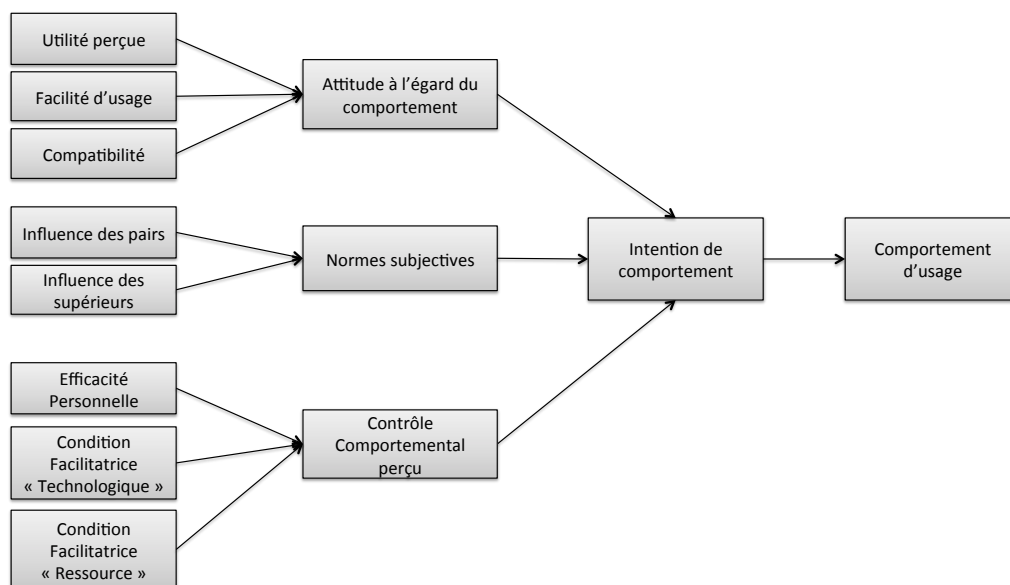 Utilité perçue
Facilité d’usage
Compatibilité
Attitude à l’égard du
comportement
Influence des pairs
Influence des
supérieurs
Normes subjectives
Intention de
comportement
Comportement
d’usage
Efficacité
Personnelle
Condition
Facilitatrice
« Technologique »
Condition
Facilitatrice
« Ressource »
Contrôle
Comportemental
perçu